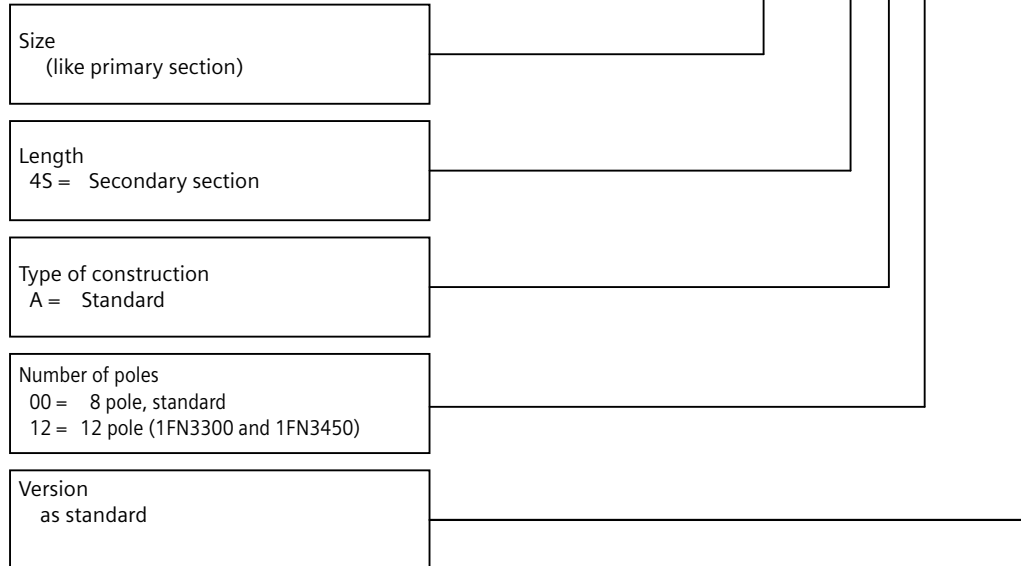 Size
(like primary section)
Length
4S = Secondary section
Type of construction
A = Standard
Number of poles
00 = 8 pole, standard
12 = 12 pole (1FN3300 and 1FN3450)
Version
as standard